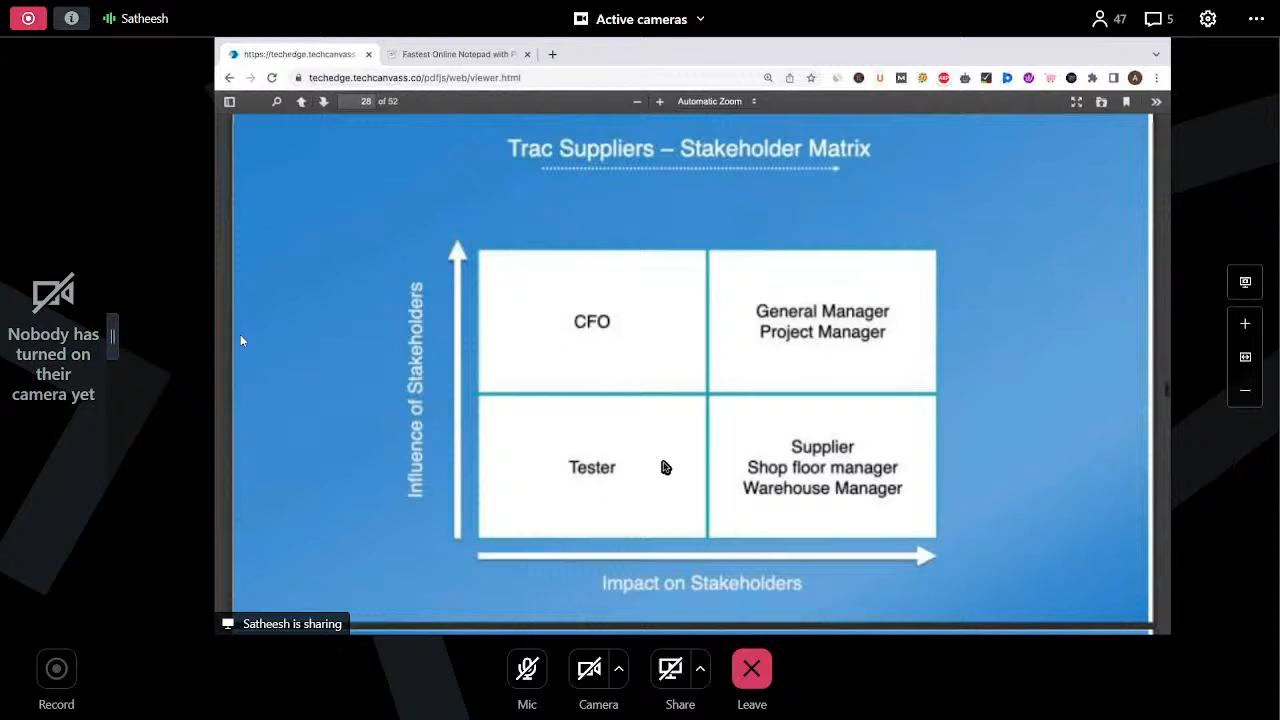 Satheesh
Active cameras
47
5
https://techedge.techcanvass
Fastest Online Notepad with P
techedge.techcanvass.co/pdfjs/web/viewer.html
28 of 52
Automatic Zoom
Trac Suppliers – Stakeholder Matrix
Influence of Stakeholders
CFO
General Manager
Project Manager
Tester
Supplier
Shop floor manager
Warehouse Manager
Impact on Stakeholders
Nobody has
turned on
their
camera yet
Satheesh is sharing
Record
Mic
Camera
Share
Leave